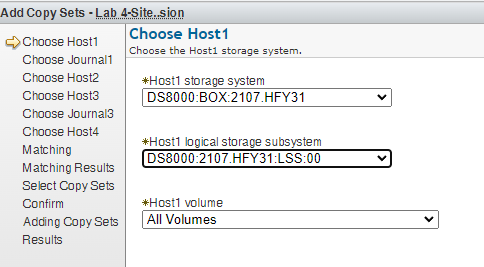 Add Copy Sets - Lab 4-Site..sion
Choose Host1
Choose Journal1
Choose Host2
Choose Host3
Choose Journal3
Choose Host4
Matching
Matching Results
Select Copy Sets
Confirm
Adding Copy Sets
Results
Choose Host1
Choose the Host1 storage system.
*Host1 storage system
DS8000:BOX:2107.HFY31
*Host1 logical storage subsystem
DS8000:2107.HFY31:LSS:00
*Host1 volume
All Volumes